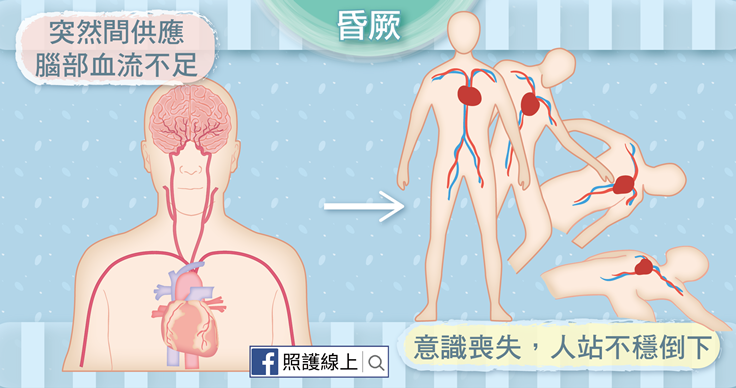 昏厥
突然間供應
腦部血流不足
意識喪失，人站不穩倒下
f 照護線上